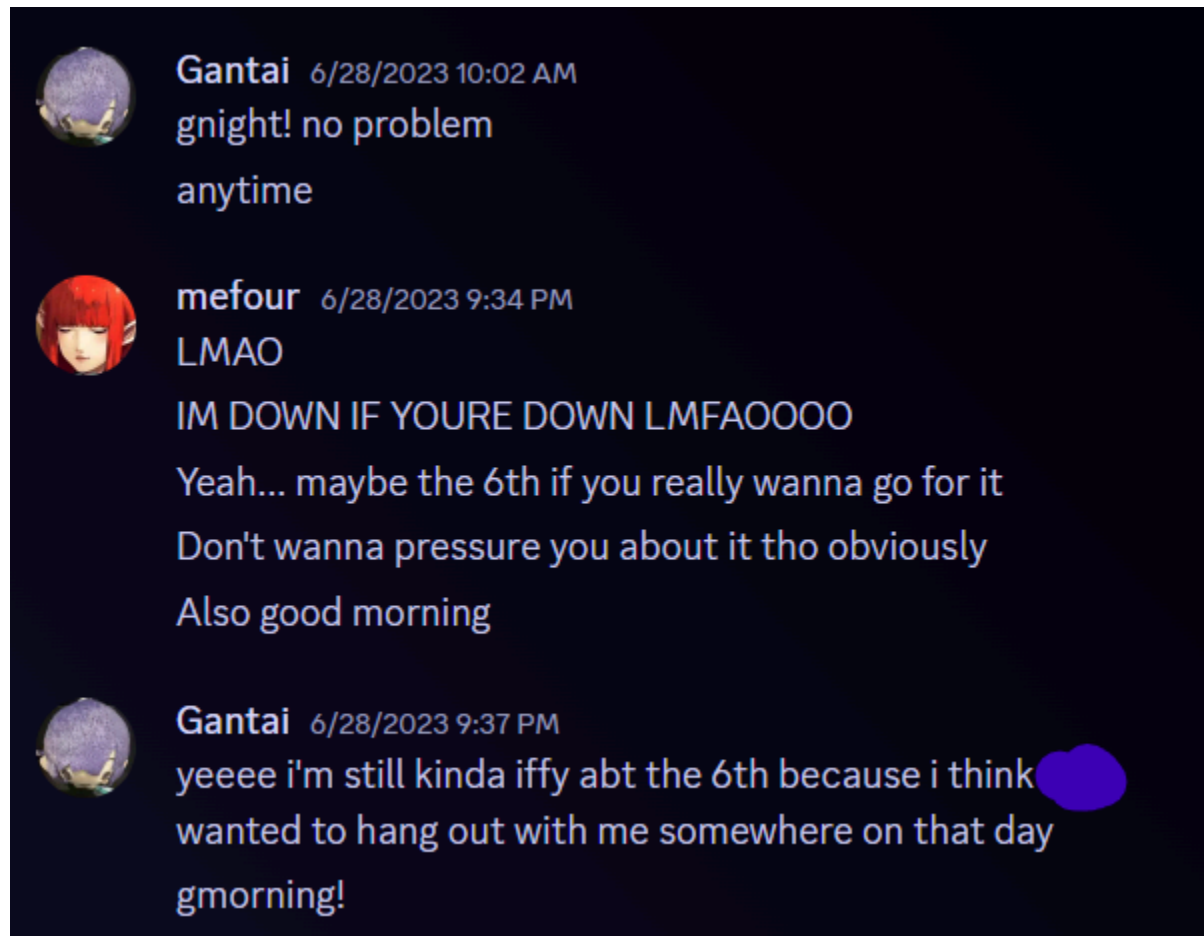 Gantai 6/28/2023 10:02 AM
gnight! no problem
anytime
mefour 6/28/2023 9:34 PM
LMAO
IM DOWN IF YOURE DOWN LMFAOOOO
Yeah... maybe the 6th if you really wanna go for it
Don't wanna pressure you about it tho obviously
Also good morning
Gantai 6/28/2023 9:37 PM
yeeee i'm still kinda iffy abt the 6th because i think
wanted to hang out with me somewhere on that day
gmorning!